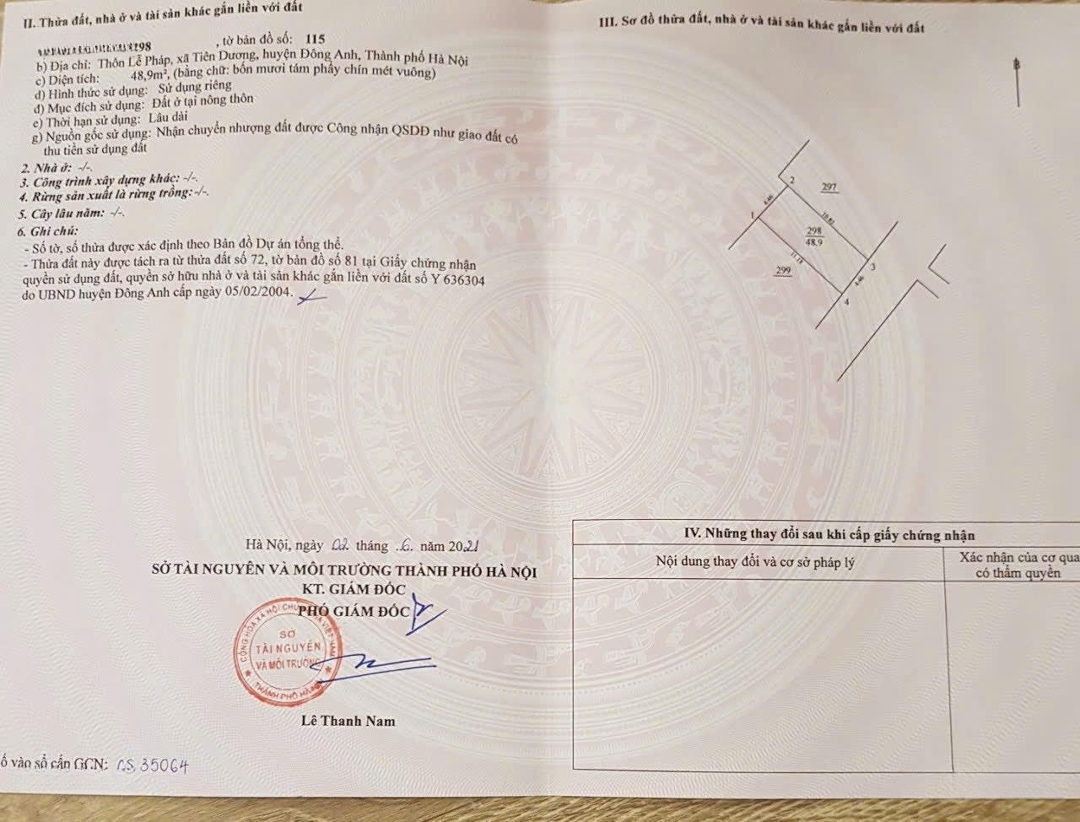 II. Thửa đất, nhà ở và tài sản khác gắn liền với đất
298, tờ bản đồ số: 115
b) Địa chỉ: Thôn Lễ Pháp, xã Tiên Dương, huyện Đông Anh, Thành phố Hà Nội
c) Diện tích: 48,9m², (bằng chữ: bốn mươi tám phẩy chín mét vuông)
d) Hình thức sử dụng: Sử dụng riêng
đ) Mục đích sử dụng: Đất ở tại nông thôn
e) Thời hạn sử dụng: Lâu dài
g) Nguồn gốc sử dụng: Nhận chuyển nhượng đất được Công nhận QSDĐ như giao đất có
thu tiền sử dụng đất
2. Nhà ở: -/-.
3. Công trình xây dựng khác: -/-.
4. Rừng sản xuất là rừng trồng:-/-.
5. Cây lâu năm: -/-.
6. Ghi chú:
- Số tờ, số thửa được xác định theo Bản đồ Dự án tổng thể.
- Thửa đất này được tách ra từ thửa đất số 72, tờ bản đồ số 81 tại Giấy chứng nhận
quyền sử dụng đất, quyền sở hữu nhà ở và tài sản khác gắn liền với đất số Y 636304
do UBND huyện Đông Anh cấp ngày 05/02/2004.
Hà Nội, ngày 02 tháng .6. năm 2021
SỞ TÀI NGUYÊN VÀ MÔI TRƯỜNG THÀNH PHỐ HÀ NỘI
KT. GIÁM ĐỐC
PHÓ GIÁM ĐỐC
SỞ
TÀI NGUYÊN
VÀ MÔI TRƯỜNG
THÀNH PHỐ HÀ NỘI
Lê Thanh Nam
ố vào sổ cấp GCN: CS 35064
III. Sơ đồ thửa đất, nhà ở và tài sản khác gắn liền với đất
2
297
4.46
1
10.82
298
48.9
11.18
299
3
4.46
4
IV. Những thay đổi sau khi cấp giấy chứng nhận
Nội dung thay đổi và cơ sở pháp lý
Xác nhận của cơ qua
có thẩm quyền